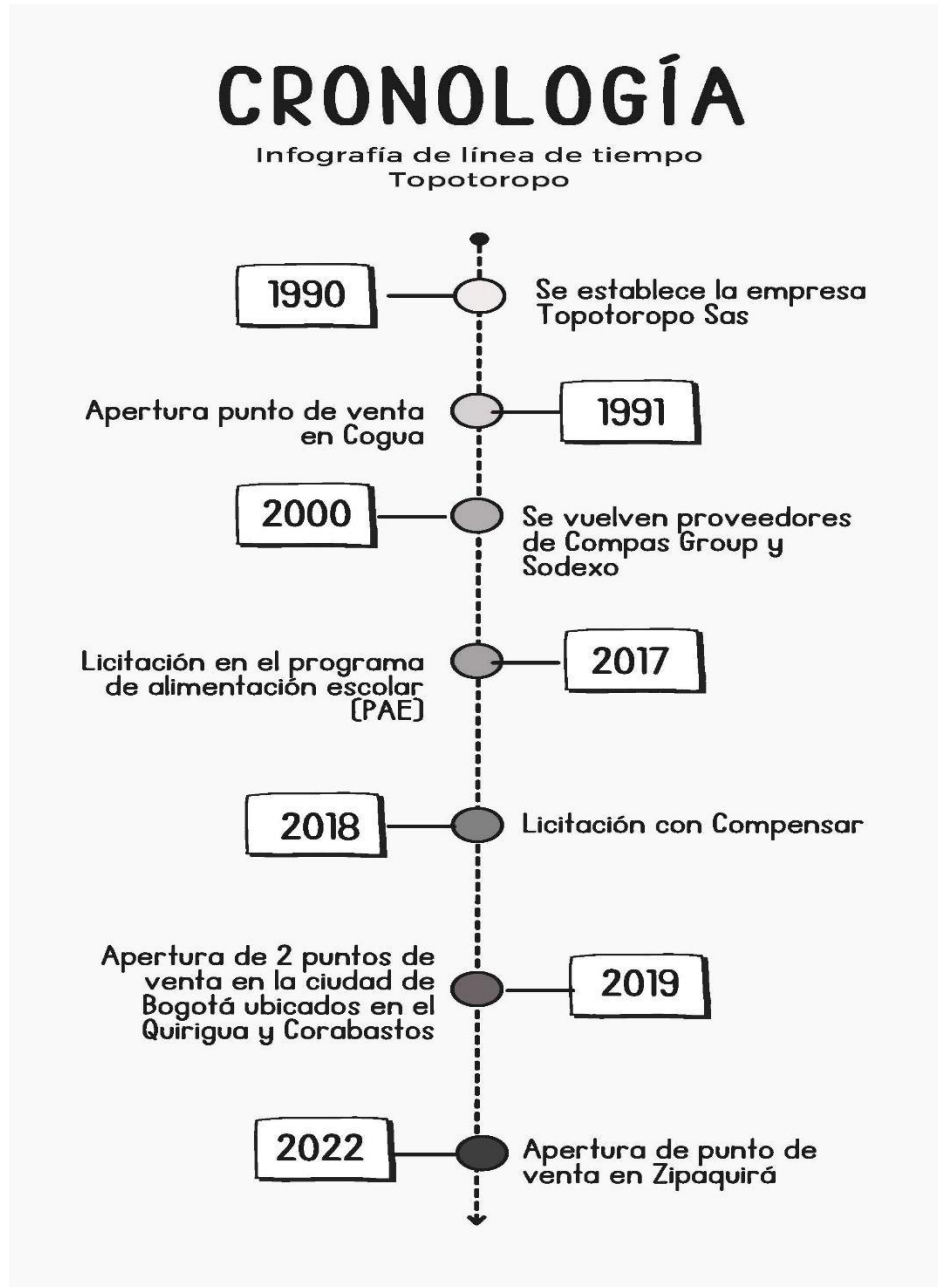 CRONOLOGÍA
Infografía de línea de tiempo
Topotoropo
1990
Se establece la empresa
Topotoropo Sas
1991
Apertura punto de venta
en Cogua
2000
Se vuelven proveedores
de Compas Group y
Sodexo
2017
Licitación en el programa
de alimentación escolar
(PAE)
2018
Licitación con Compensar
2019
Apertura de 2 puntos de
venta en la ciudad de
Bogotá ubicados en el
Quirigua y Corabastos
2022
Apertura de punto de
venta en Zipaquirá